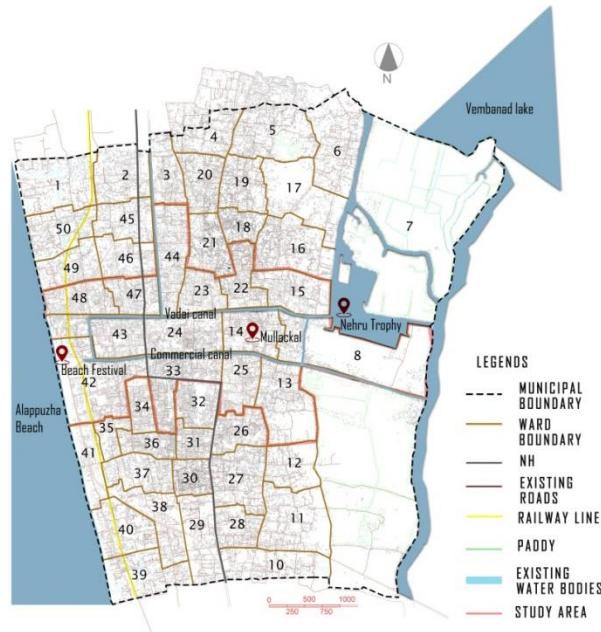 N
Vembanad lake
5
4
6
1
2
3
20
19
17
7
50
45
18
49
46
44
21
16
48
47
23
22
15
Vadai canal
Nehru Trophy
43
24
14
Mullackal
Commercial canal
8
Beach Festival
33
25
13
42
34
32
Alappuzha
Beach
35
26
41
36
31
12
37
30
27
38
40
29
28
11
39
10
0 500 1000
250 750
LEGENDS
MUNICIPAL
BOUNDARY
WARD
BOUNDARY
NH
EXISTING
ROADS
RAILWAY LINE
PADDY
EXISTING
WATER BODIES
STUDY AREA